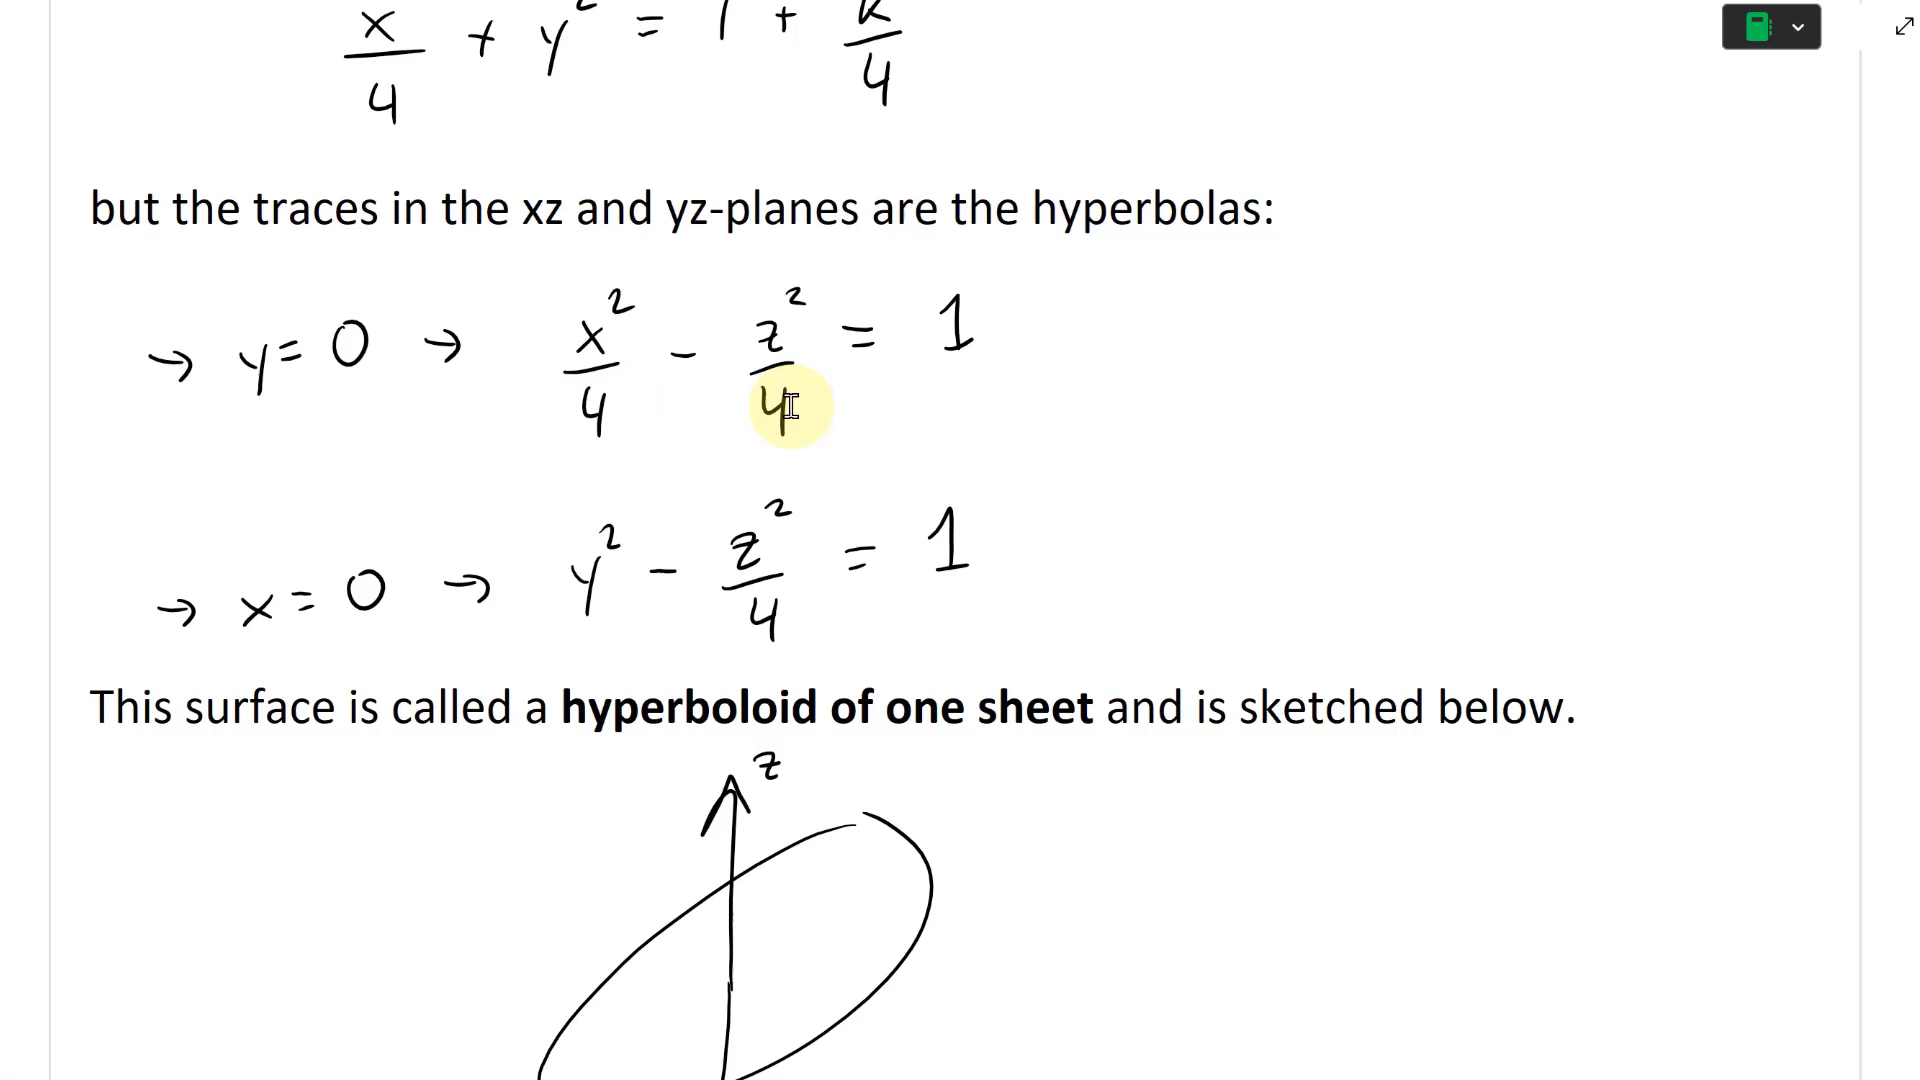 x/4 + y² = 1 + k/4
but the traces in the xz and yz-planes are the hyperbolas:
→ y = 0 → x²/4 - z²/4 = 1
→ x = 0 → y² - z²/4 = 1
This surface is called a hyperboloid of one sheet and is sketched below.
z